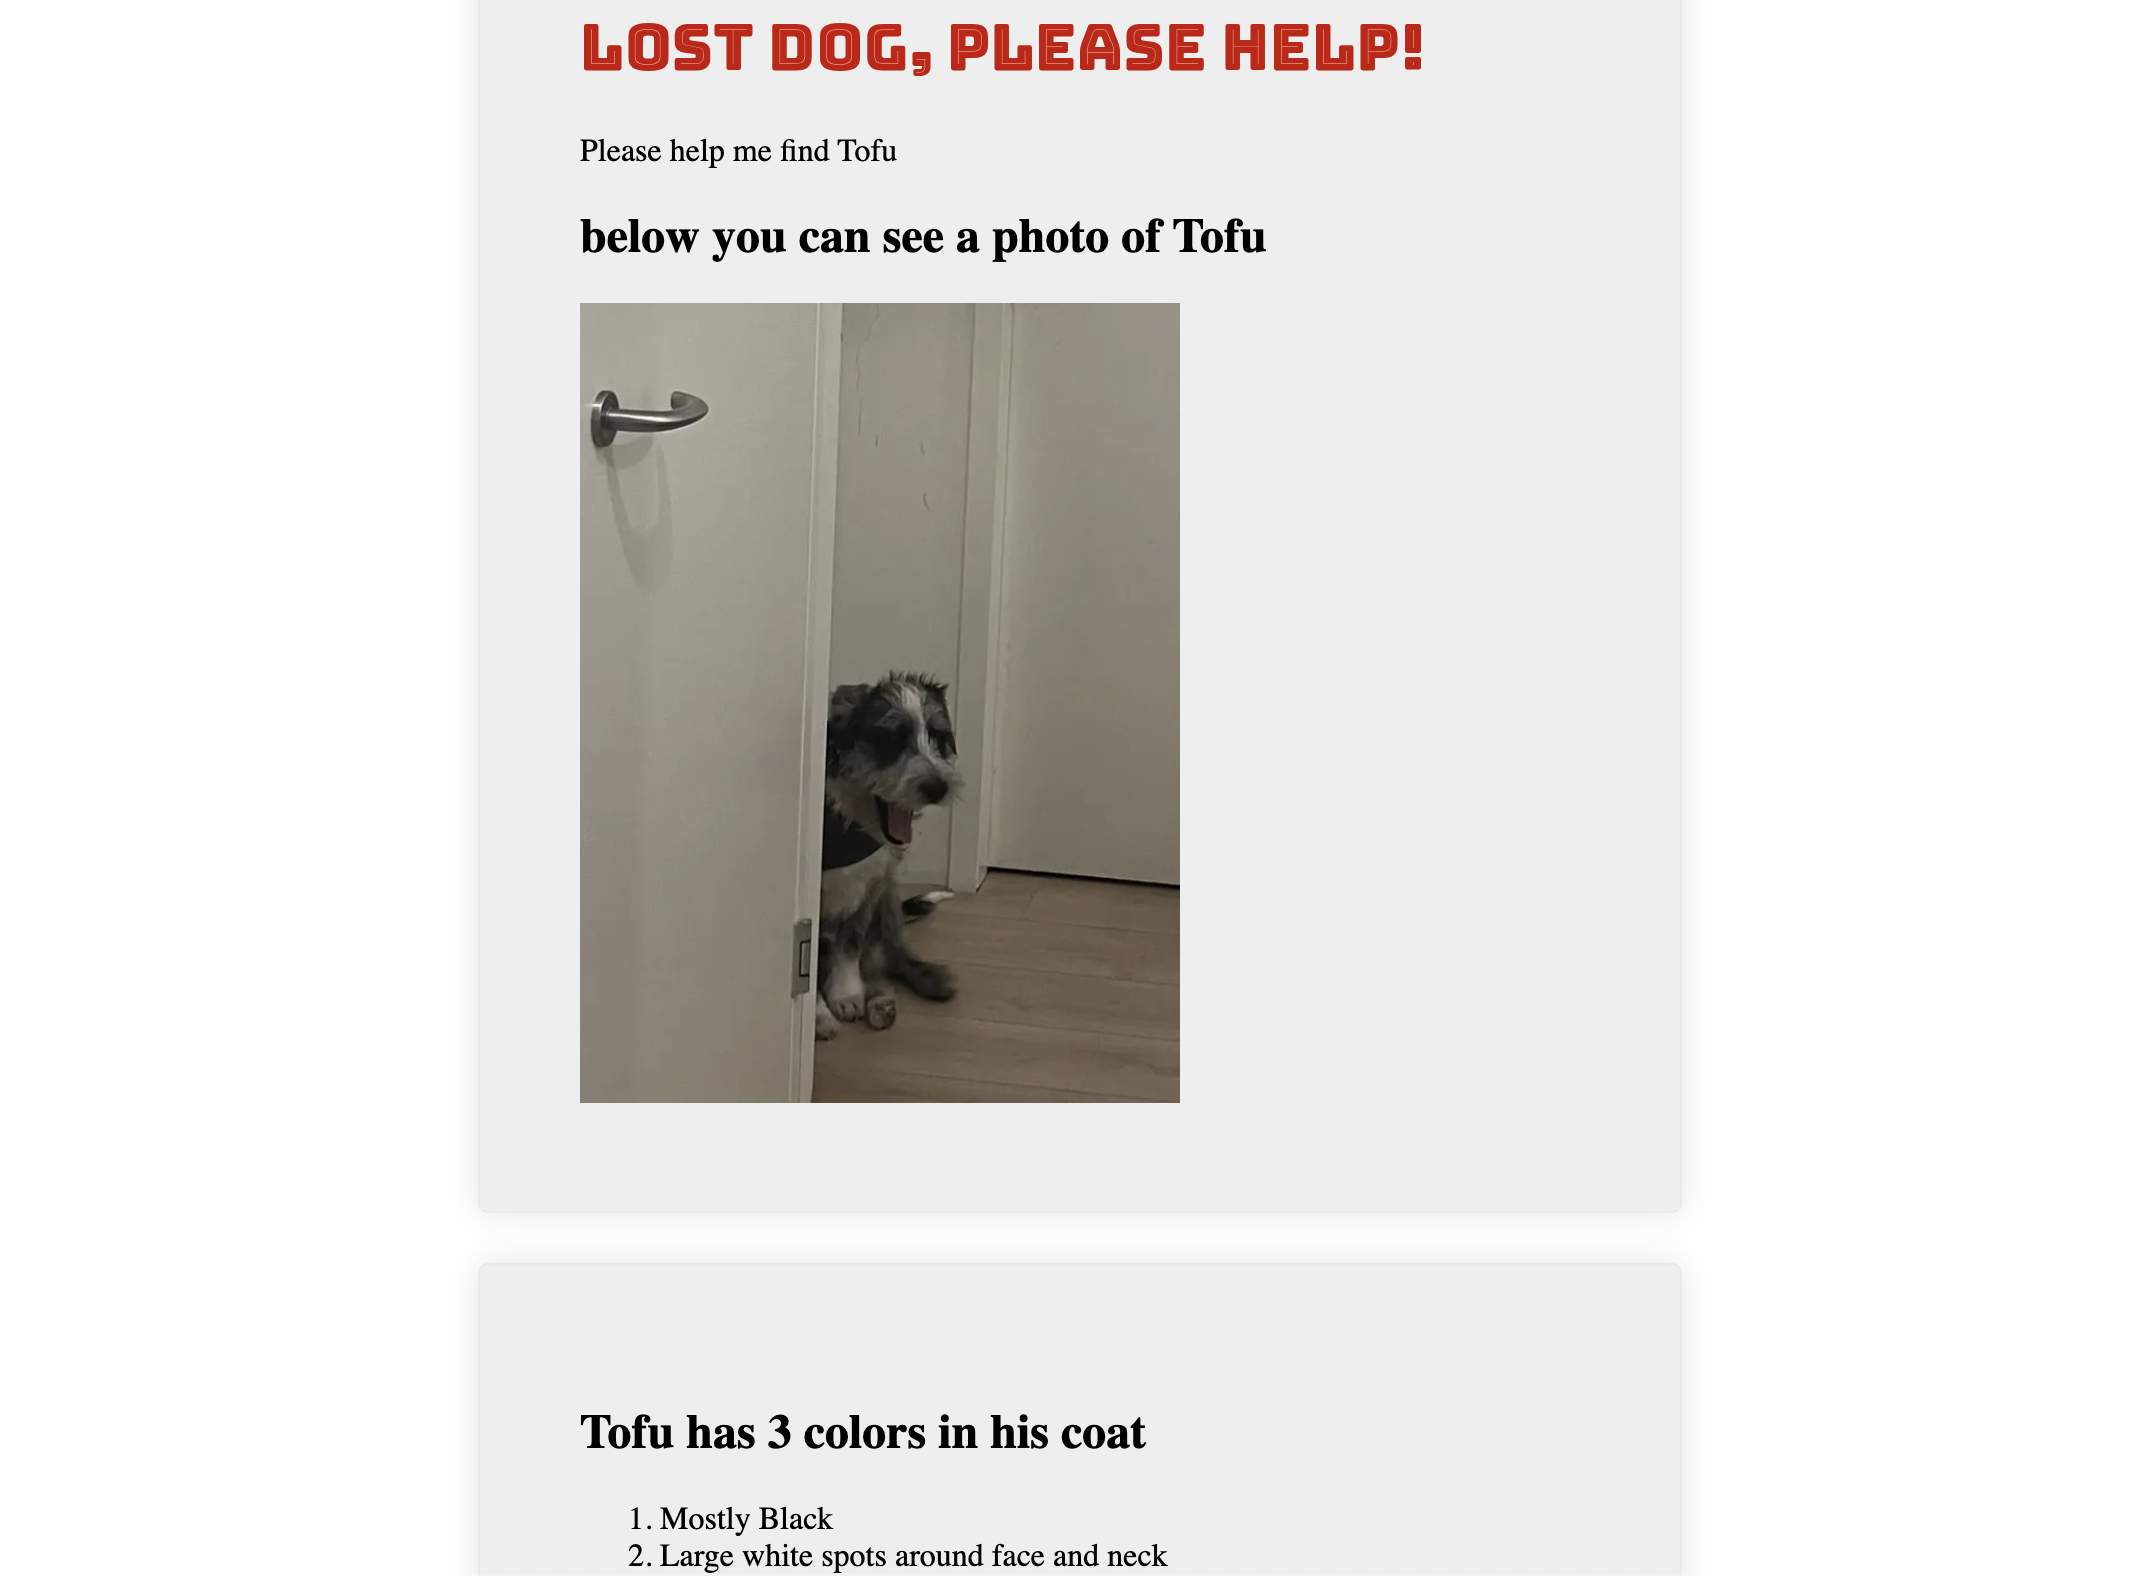 LOST DOG, PLEASE HELP!
Please help me find Tofu
below you can see a photo of Tofu
Tofu has 3 colors in his coat
1. Mostly Black
2. Large white spots around face and neck